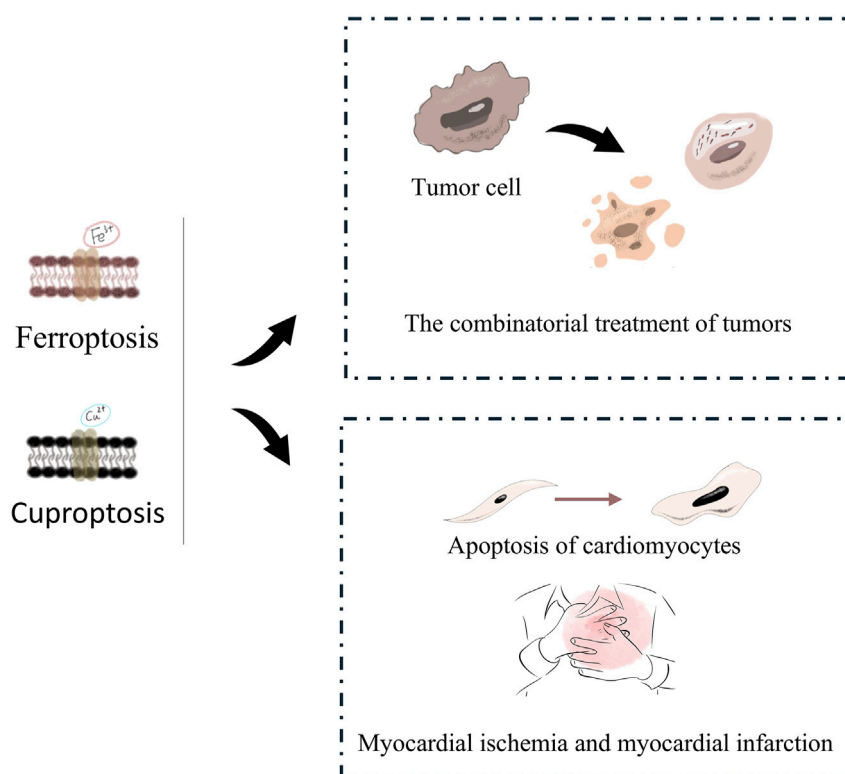 Tumor cell
The combinatorial treatment of tumors
Fe³⁺
Ferroptosis
Cu²⁺
Cuproptosis
Apoptosis of cardiomyocytes
Myocardial ischemia and myocardial infarction